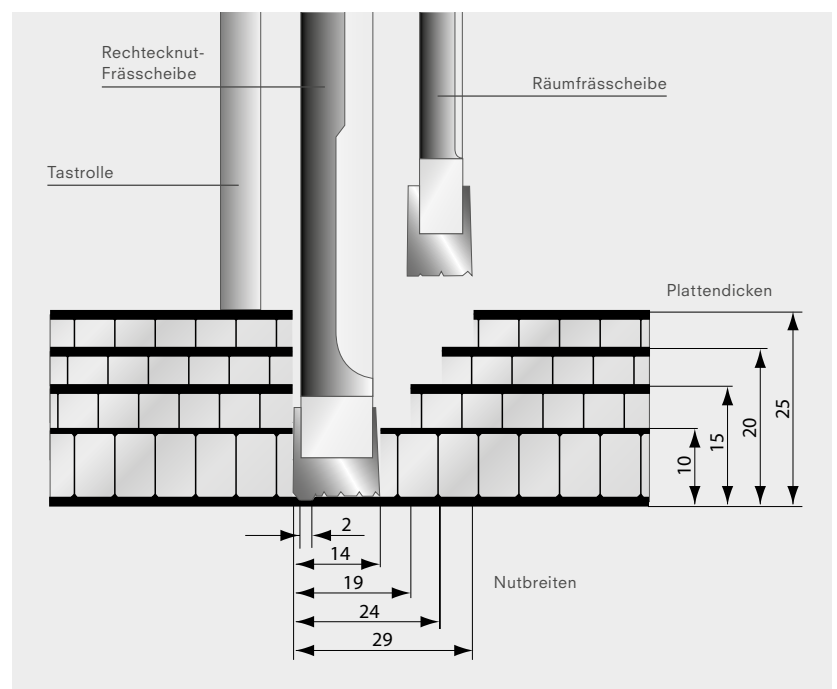 Rechtecknut-
Frässcheibe
Räumfrässcheibe
Tastrolle
Plattendicken
25
20
15
10
2
14
19
24
29
Nutbreiten